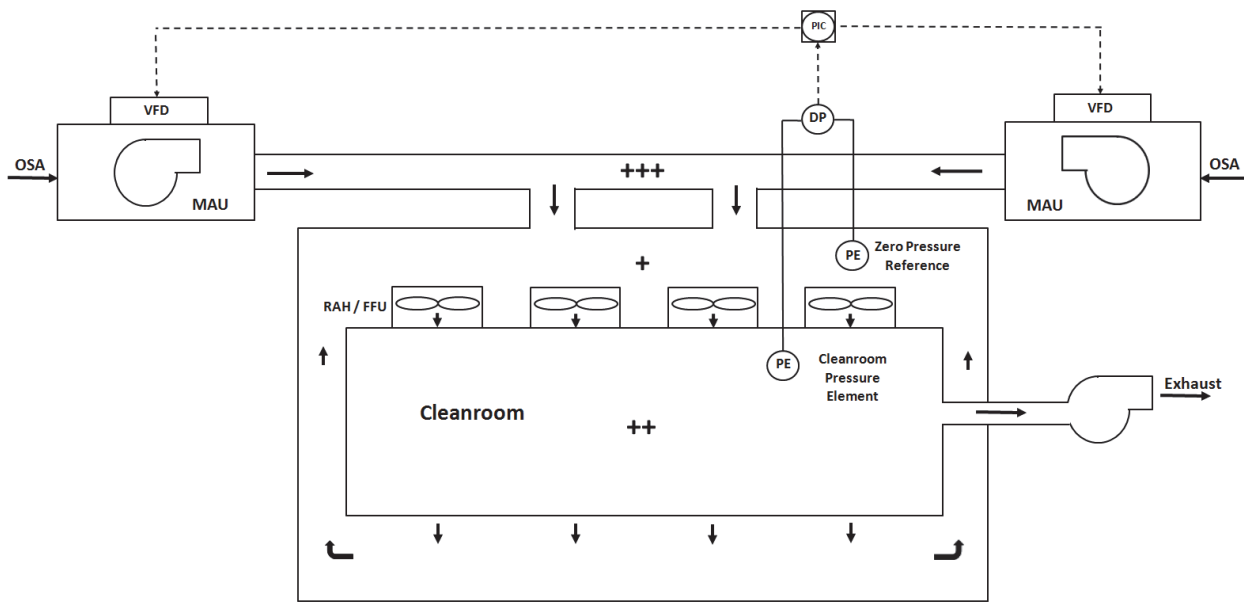 PIC
VFD
VFD
DP
OSA
OSA
+++
MAU
MAU
PE
Zero Pressure
Reference
+
RAH / FFU
PE
Cleanroom
Pressure
Element
Exhaust
Cleanroom
++